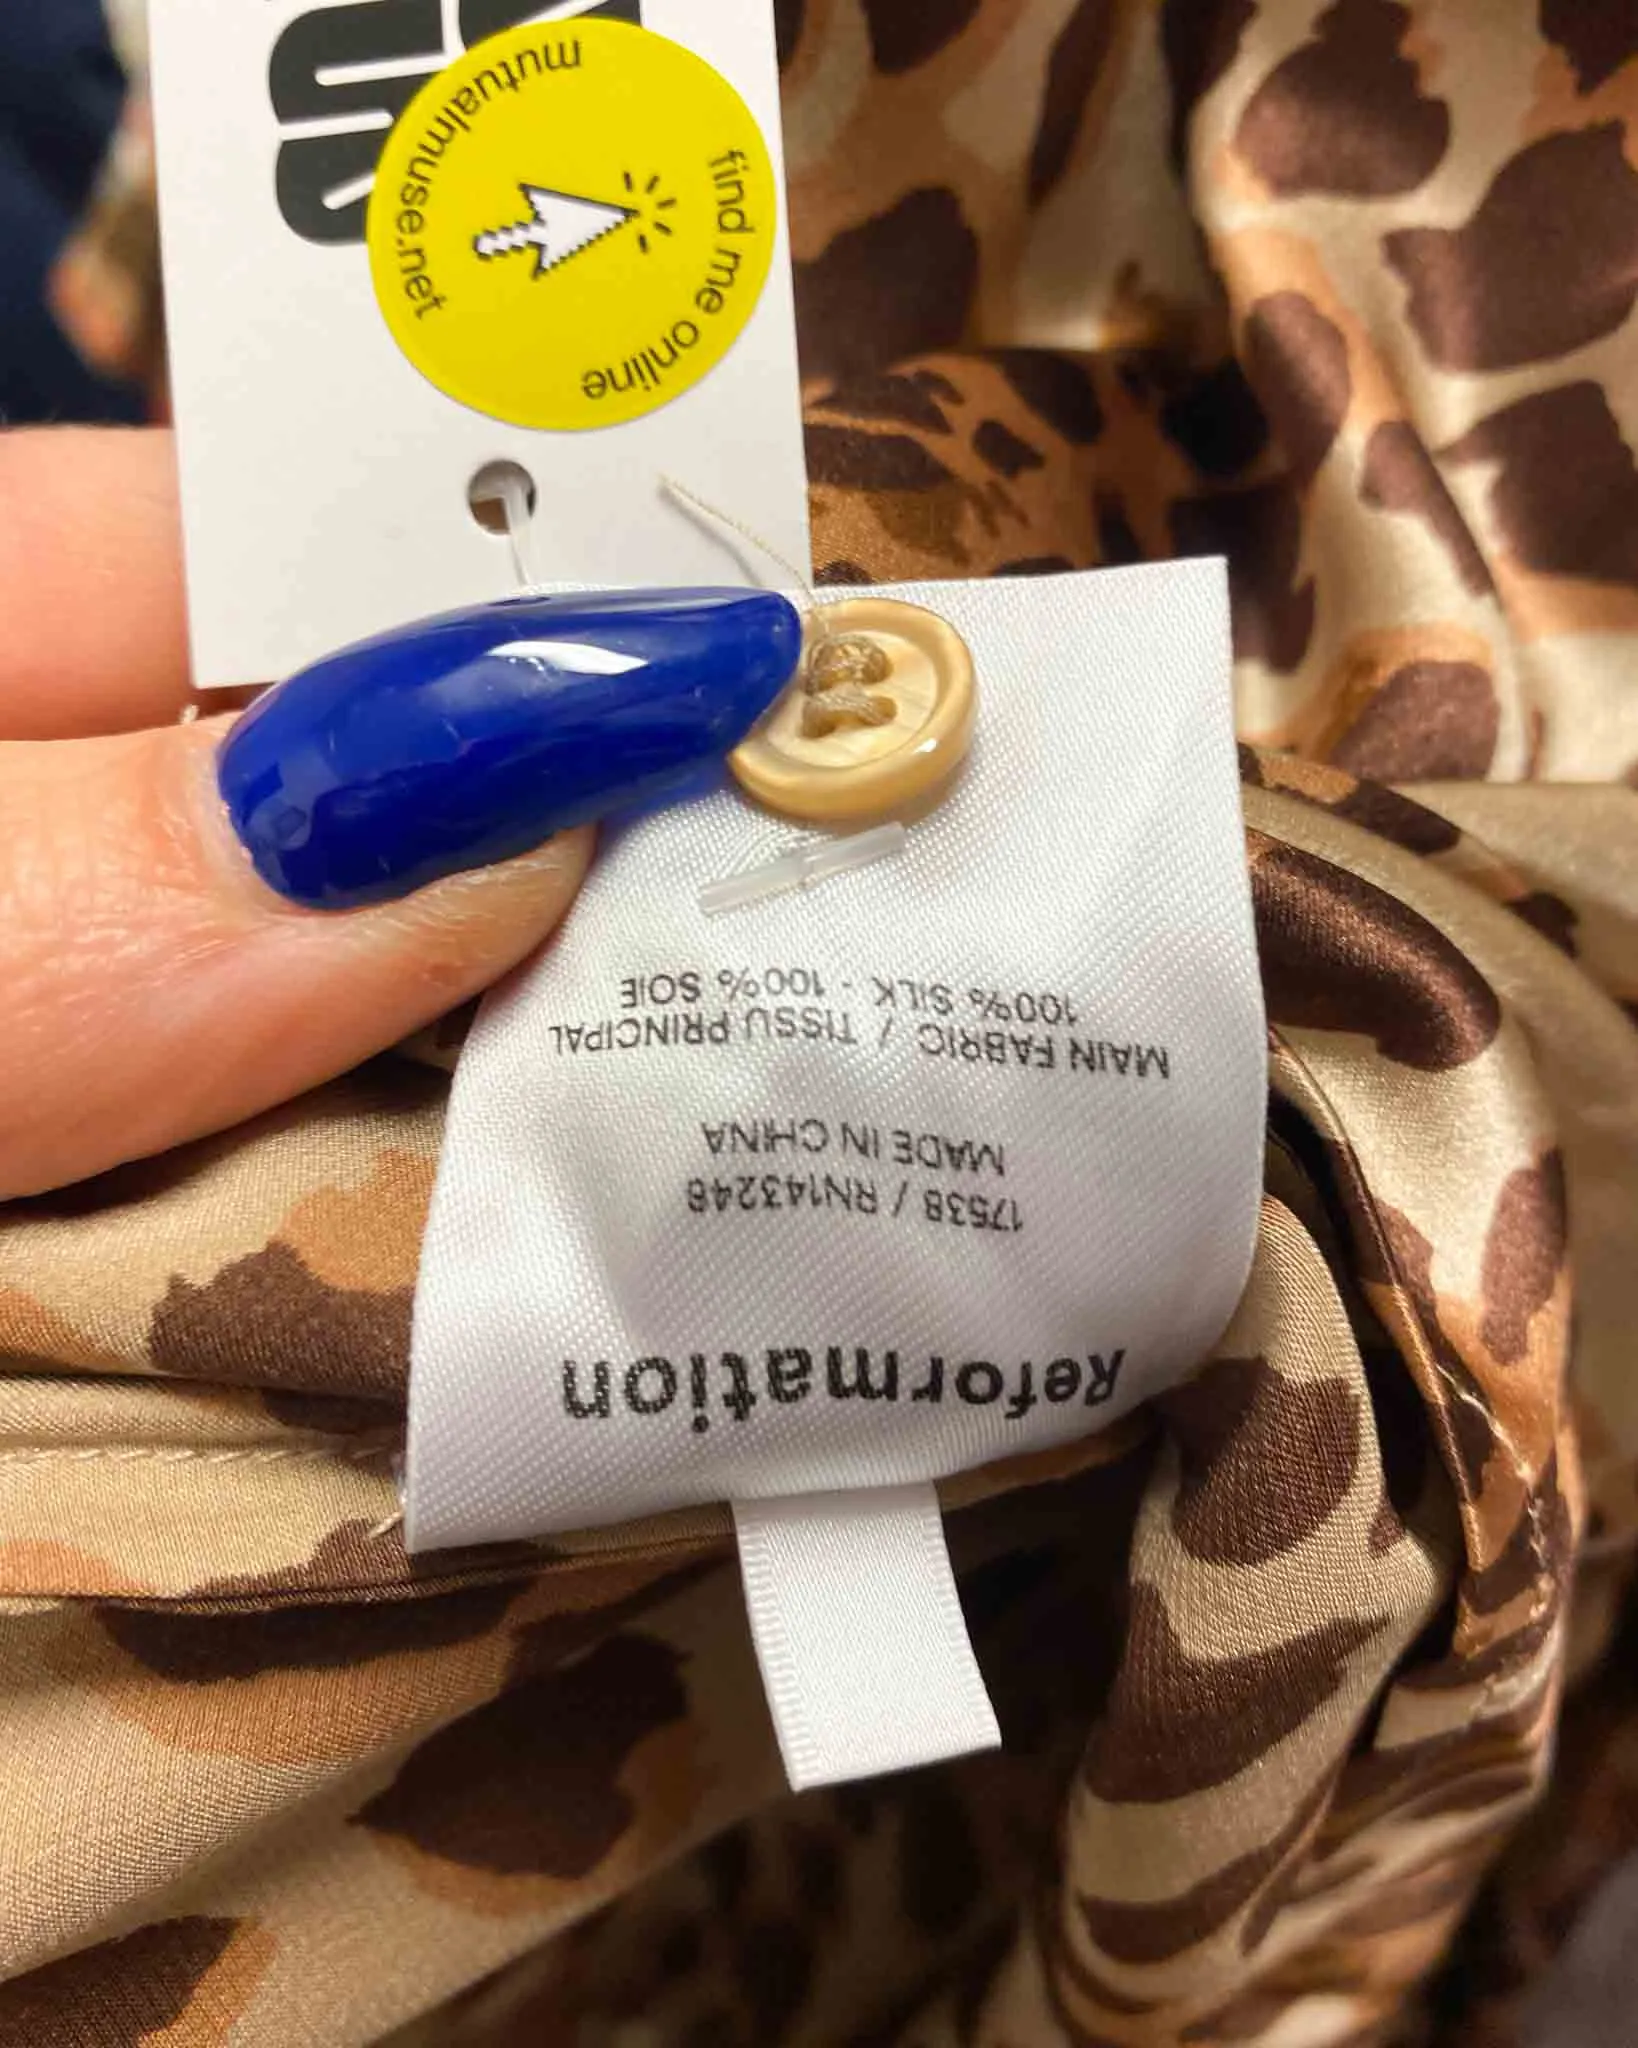 mutualmuse.net
find me online
Reformation
17538 / RN143248
MADE IN CHINA
MAIN FABRIC / TISSU PRINCIPAL
100% SILK - 100% SOIE